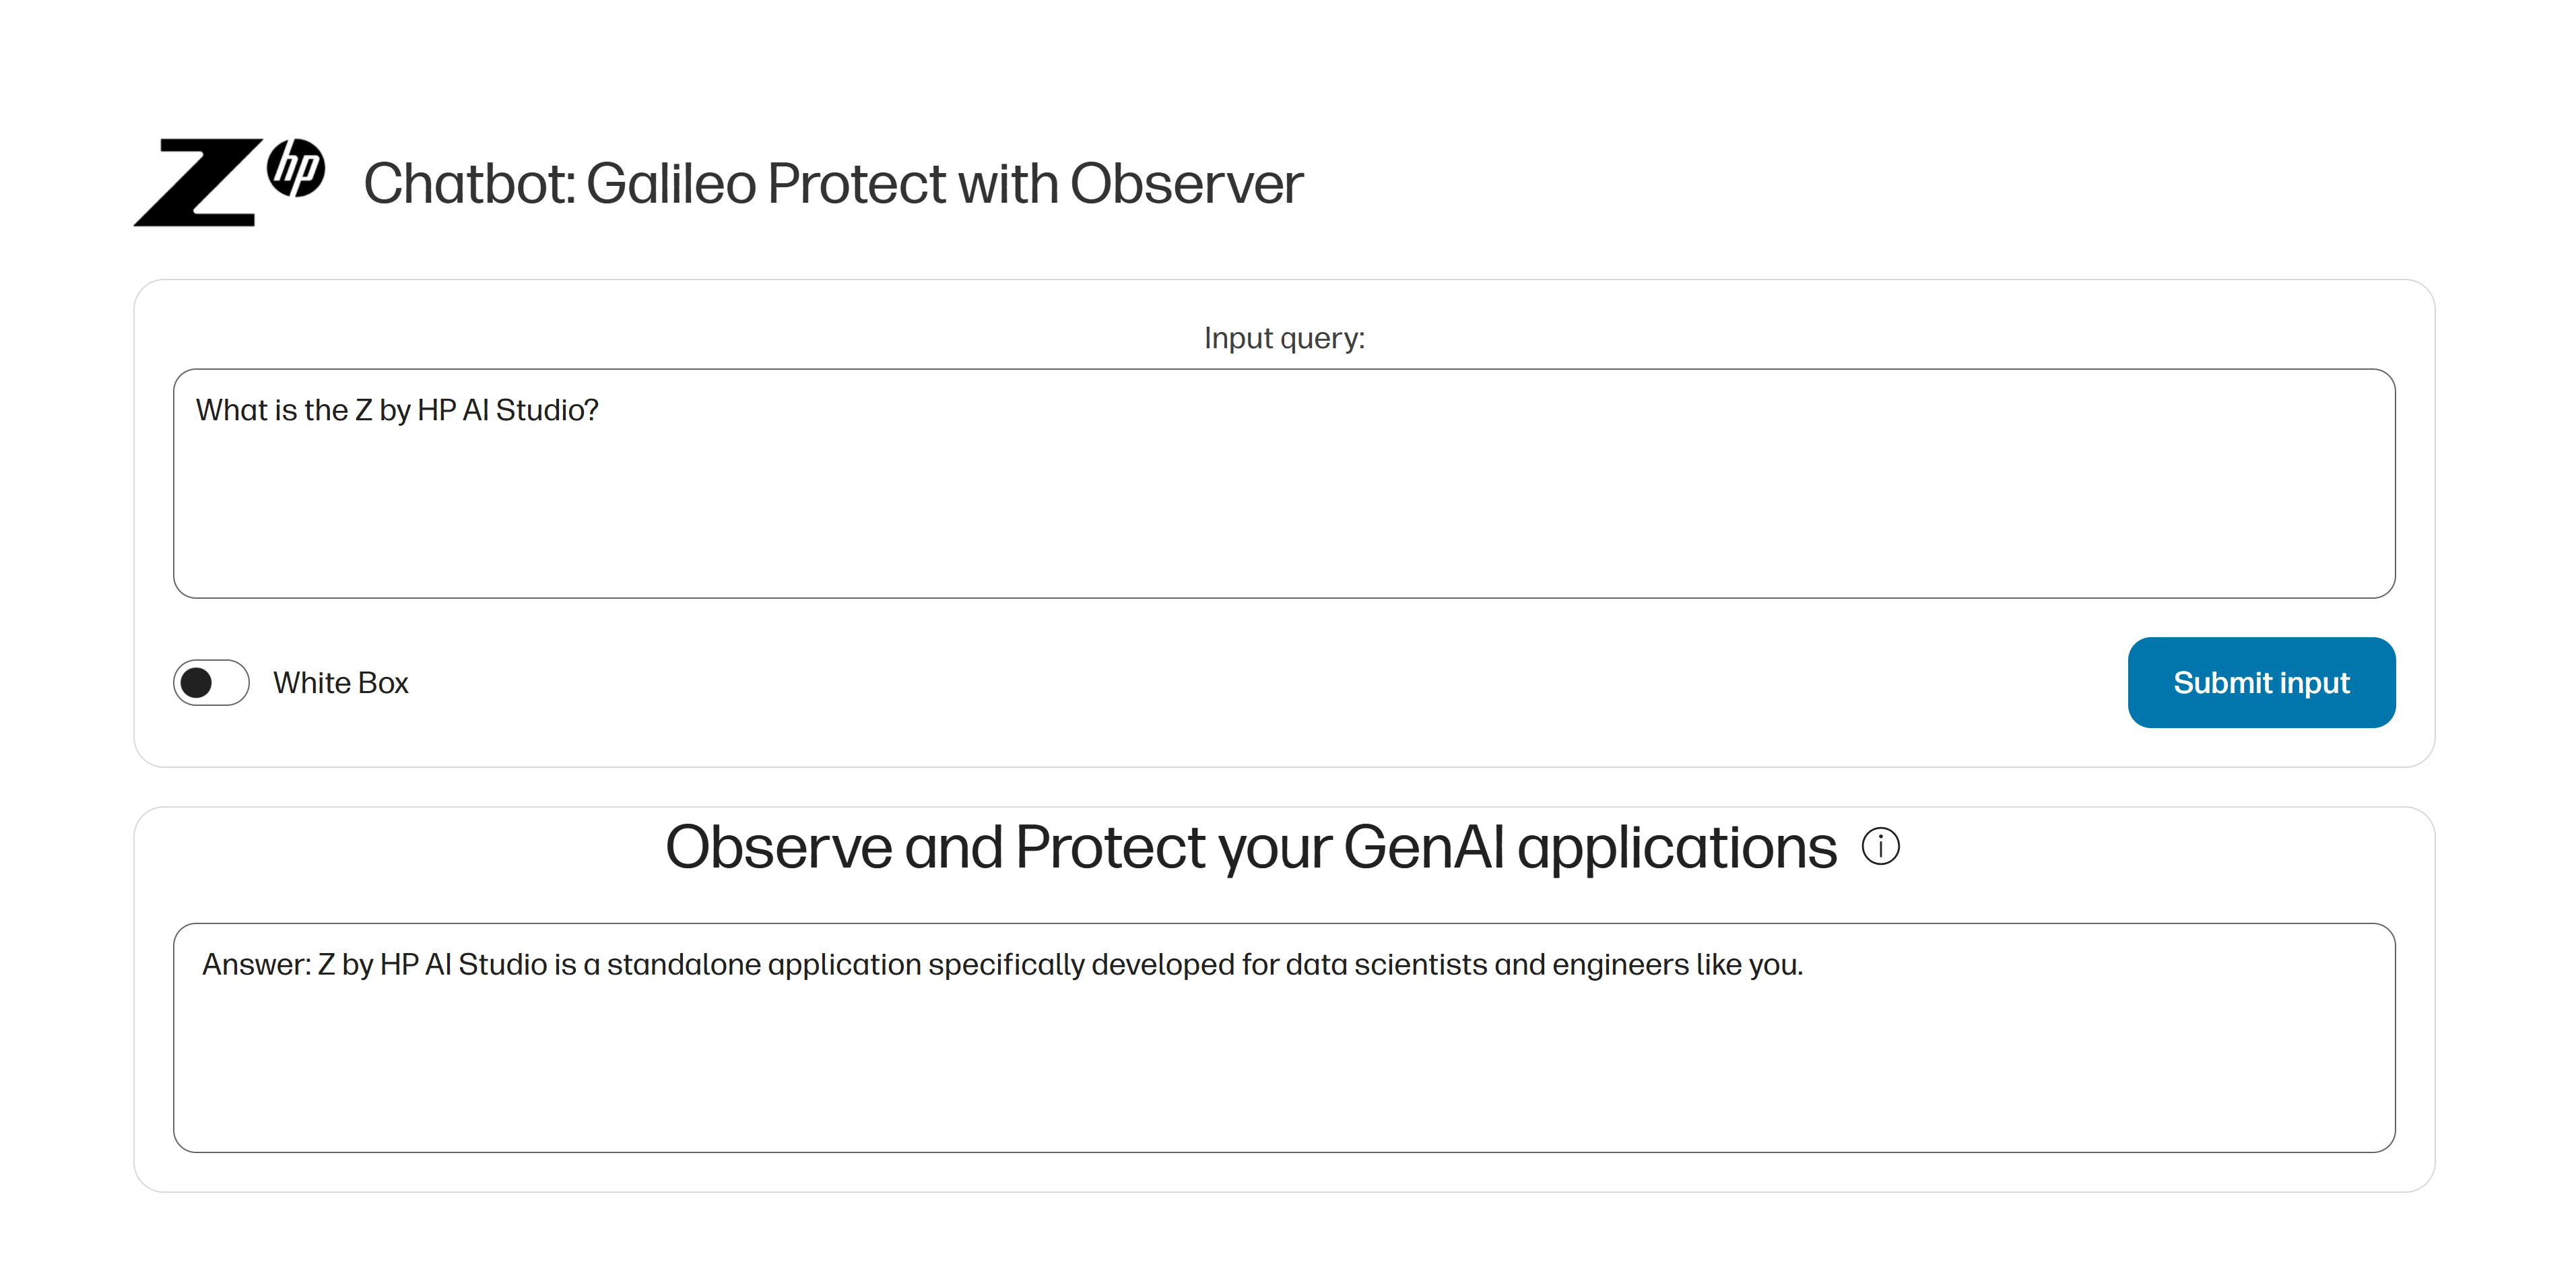 Z hp
Chatbot: Galileo Protect with Observer
Input query:
What is the Z by HP AI Studio?
White Box
Submit input
Observe and Protect your GenAI applications
Answer: Z by HP AI Studio is a standalone application specifically developed for data scientists and engineers like you.